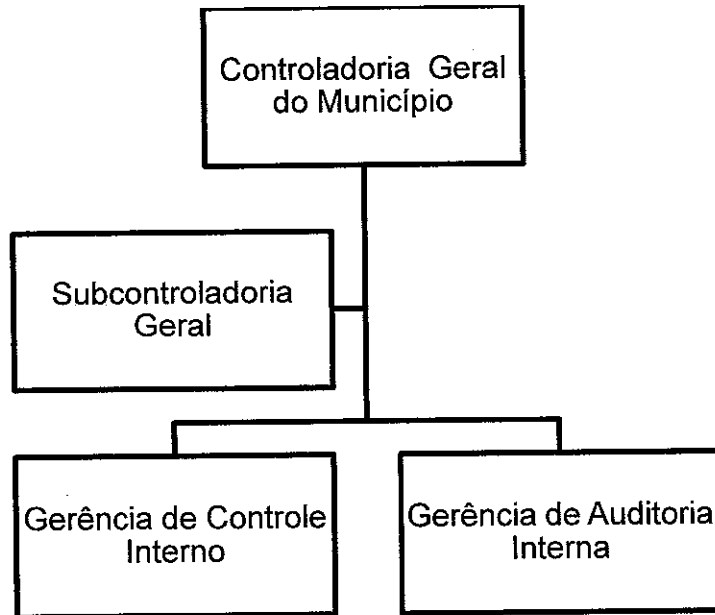 Controladoria Geral
do Município
Subcontroladoria
Geral
Gerência de Controle
Interno
Gerência de Auditoria
Interna